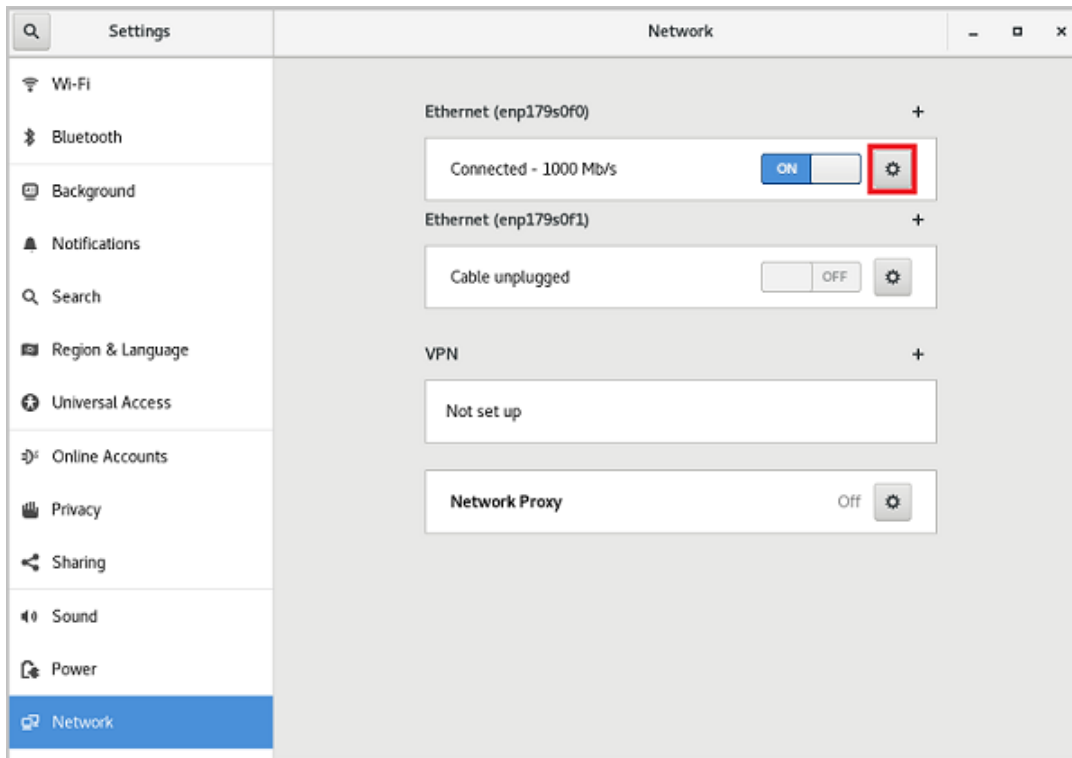 Settings
Network
Wi-Fi
Bluetooth
Background
Notifications
Search
Region & Language
Universal Access
Online Accounts
Privacy
Sharing
Sound
Power
Network
Ethernet (enp179s0f0)
Connected - 1000 Mb/s ON
Ethernet (enp179s0f1)
Cable unplugged OFF
VPN
Not set up
Network Proxy Off